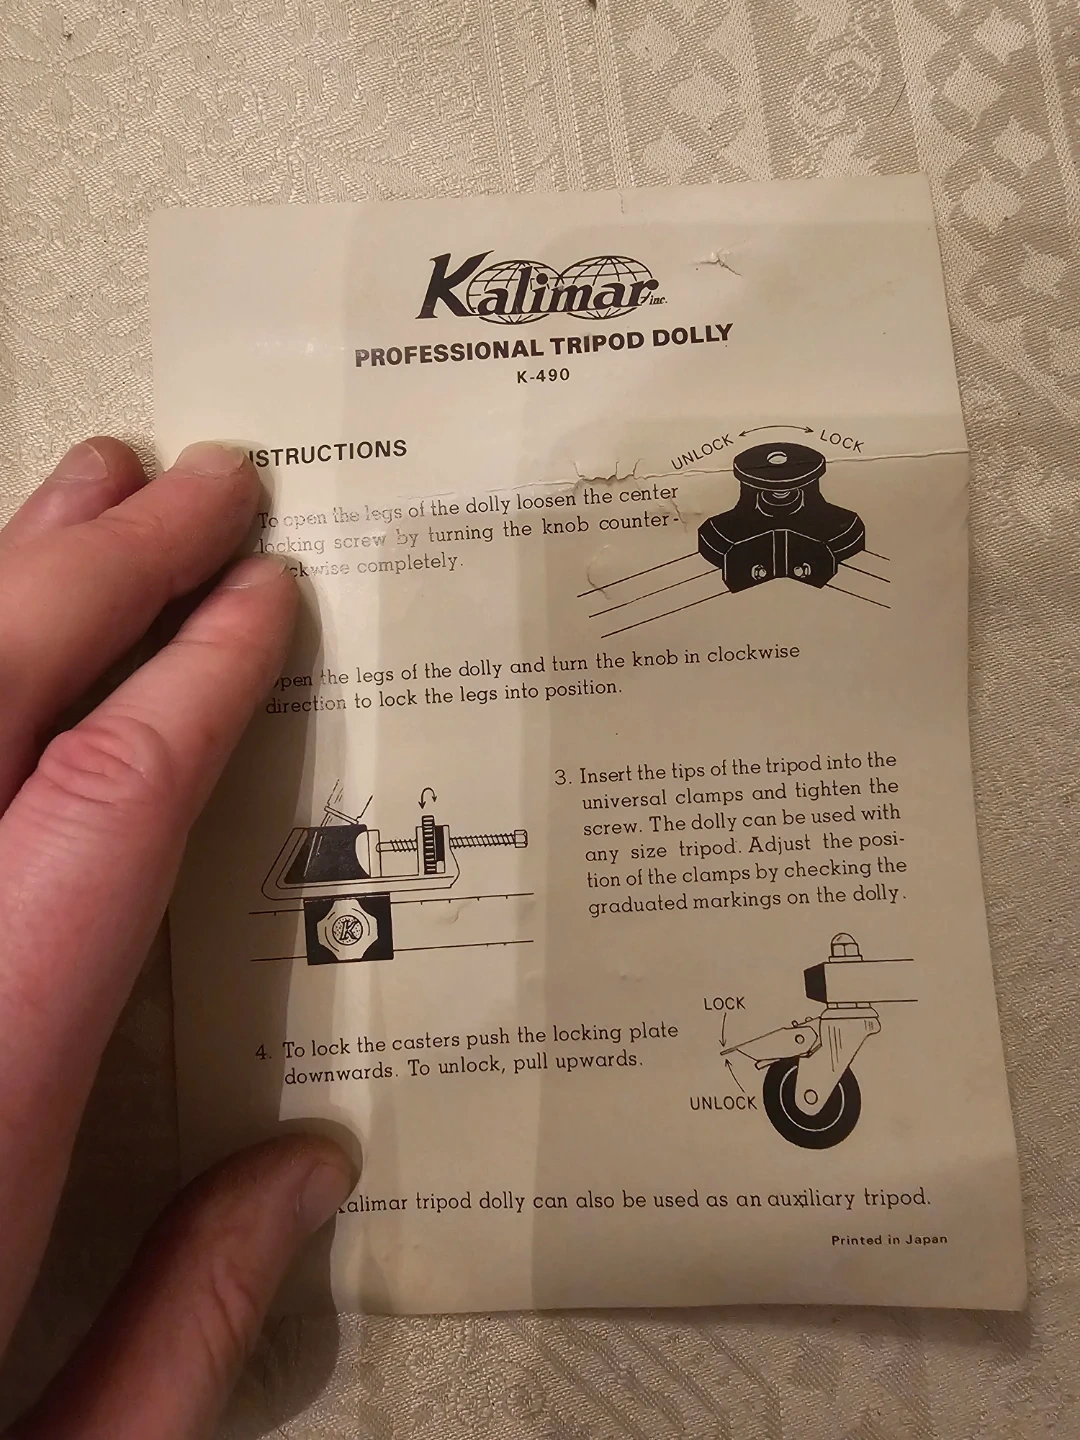 Kalimar inc.
PROFESSIONAL TRIPOD DOLLY
K-490
NSTRUCTIONS
UNLOCK LOCK
To open the legs of the dolly loosen the center
locking screw by turning the knob counter-
ckwise completely.
pen the legs of the dolly and turn the knob in clockwise
direction to lock the legs into position.
3. Insert the tips of the tripod into the
universal clamps and tighten the
screw. The dolly can be used with
any size tripod. Adjust the posi-
tion of the clamps by checking the
graduated markings on the dolly.
K
4. To lock the casters push the locking plate
downwards. To unlock, pull upwards.
LOCK
UNLOCK
alimar tripod dolly can also be used as an auxiliary tripod.
Printed in Japan